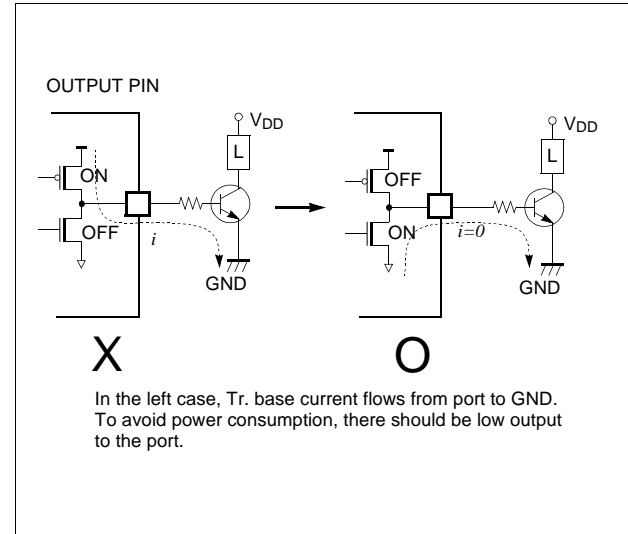 OUTPUT PIN
VDD
L
ON
OFF
i
GND
X
VDD
L
OFF
ON
i=0
GND
O
In the left case, Tr. base current flows from port to GND.
To avoid power consumption, there should be low output
to the port.